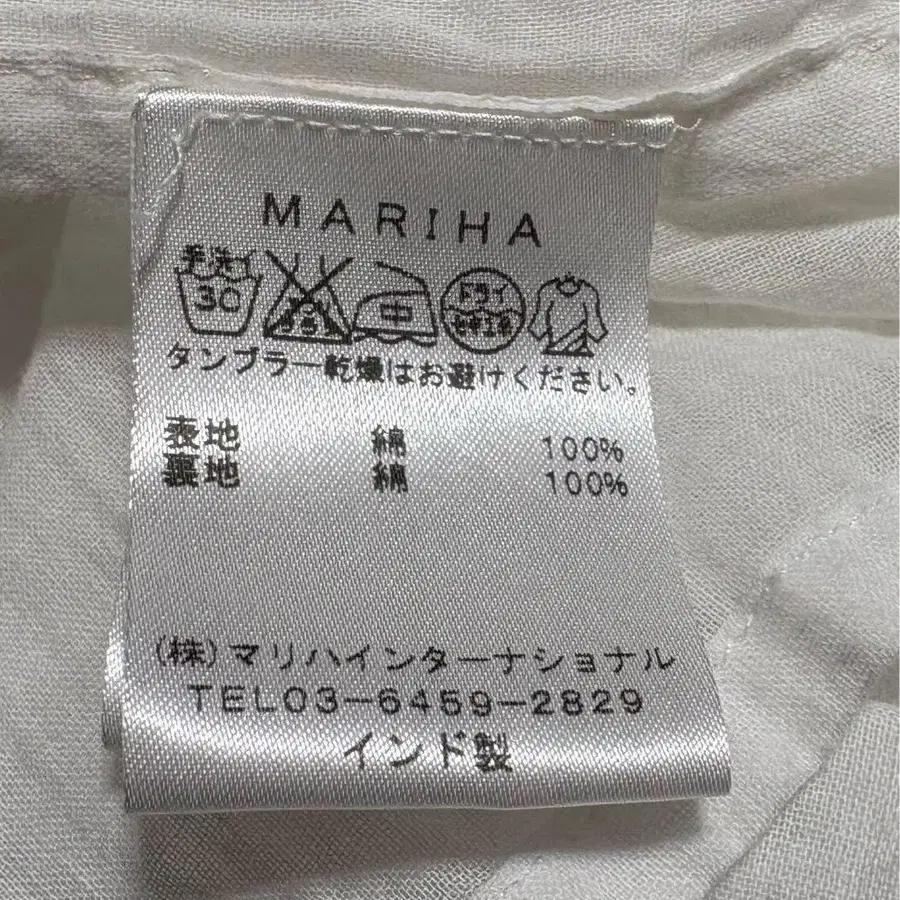 MARIHA
手洗イ 30 中 ドライ
タンブラー乾燥はお避けください。
表地 綿 100%
裏地 綿 100%
(株)マリハインターナショナル
TEL03-6459-2829
インド製